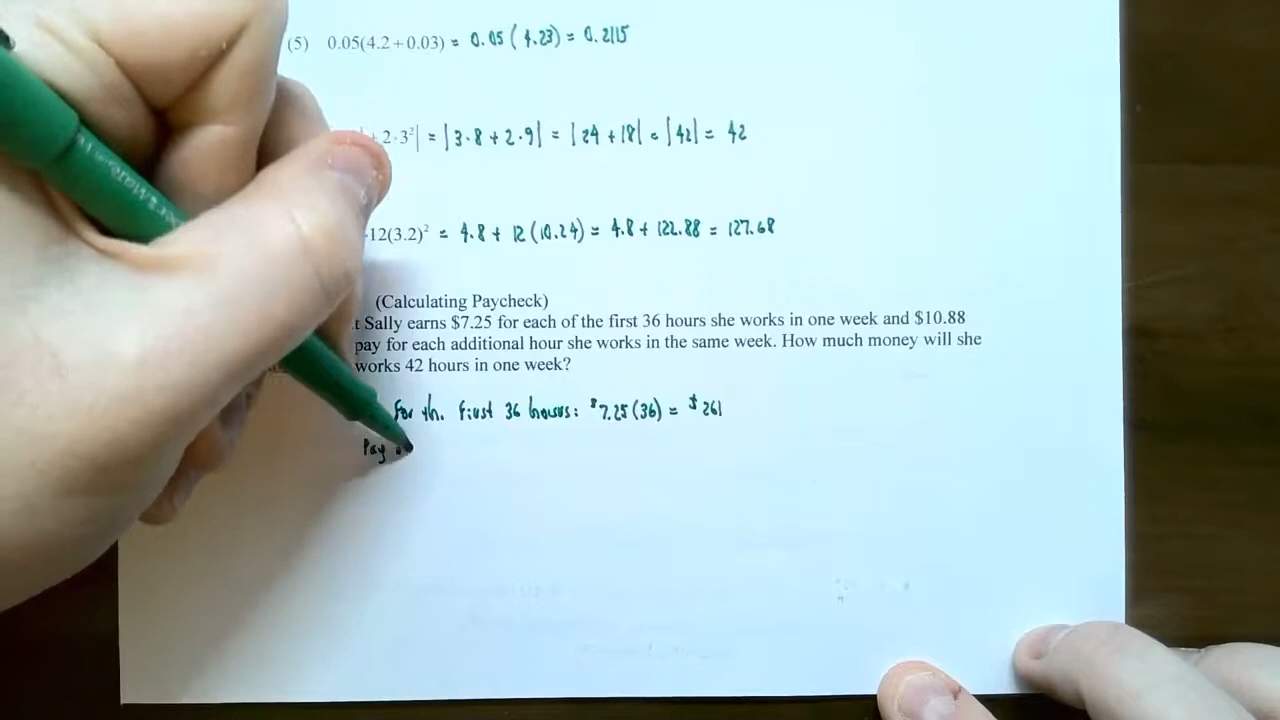 (5) 0.05(4.2+0.03) = 0.05 (4.23) = 0.2115
+2·3²| = |3·8 + 2·9| = |24 + 18| = |42| = 42
12(3.2)² = 4.8 + 12 (10.24) = 4.8 + 122.88 = 127.68
(Calculating Paycheck)
t Sally earns $7.25 for each of the first 36 hours she works in one week and $10.88
pay for each additional hour she works in the same week. How much money will she
works 42 hours in one week?
For th. first 36 hours: $7.25 (36) = $261
Pay